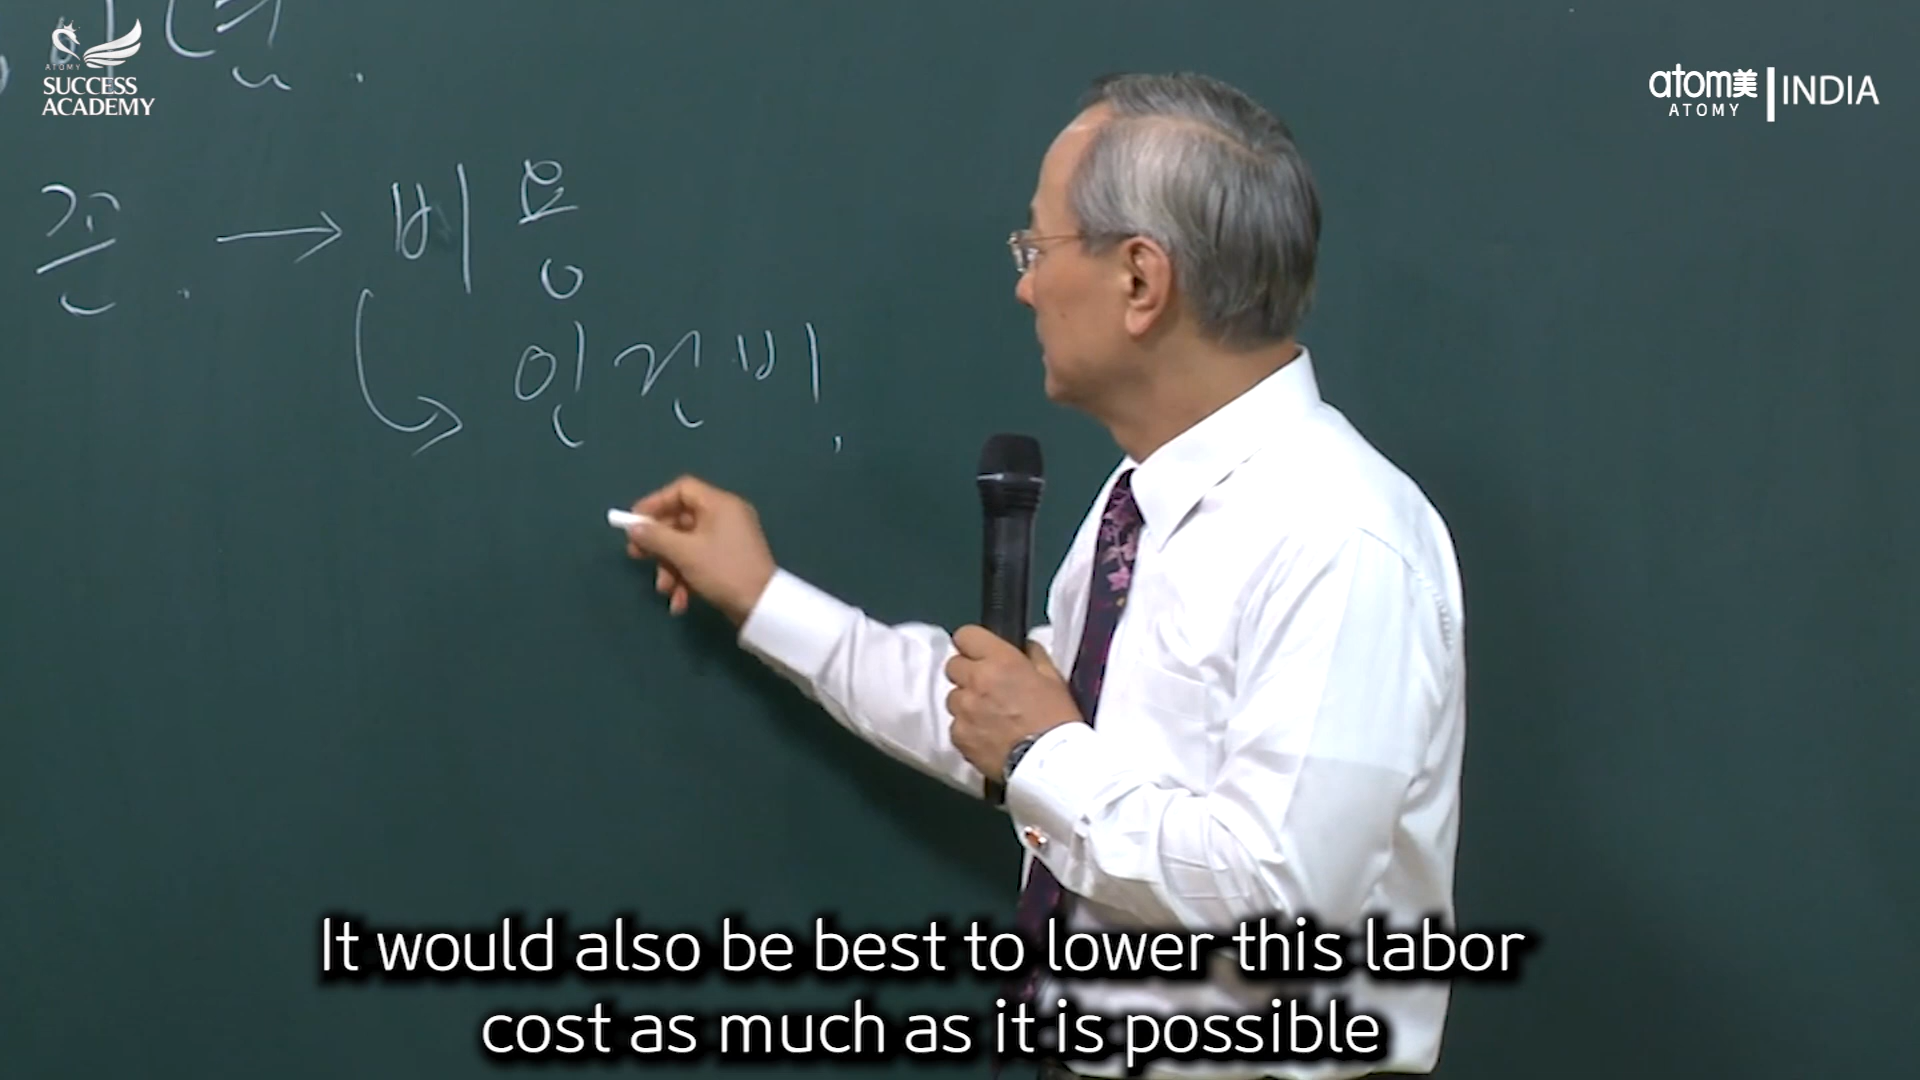 ATOMY
SUCCESS
ACADEMY
atom美
ATOMY
INDIA
→ 비용
인건비
It would also be best to lower this labor
cost as much as it is possible